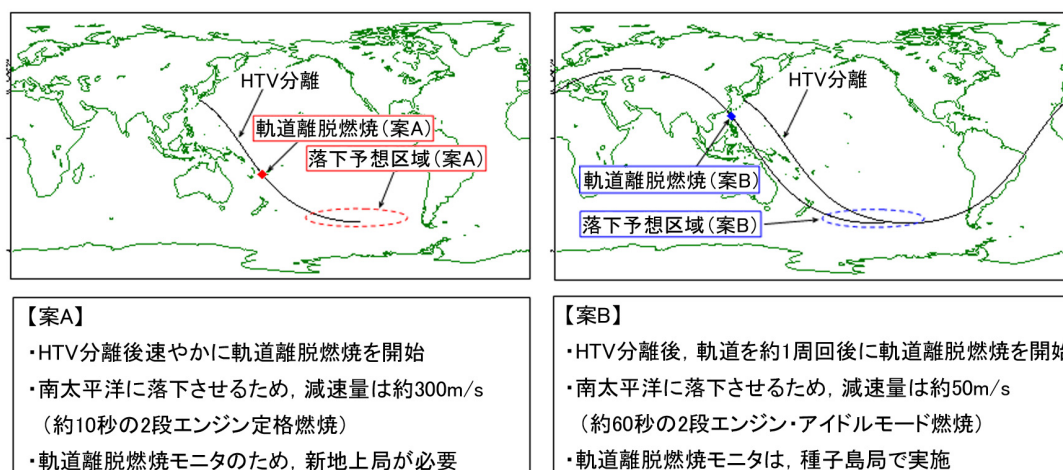 HTV分離
軌道離脱燃焼(案A)
落下予想区域(案A)
HTV分離
軌道離脱燃焼(案B)
落下予想区域(案B)
【案A】
・HTV分離後速やかに軌道離脱燃焼を開始
・南太平洋に落下させるため,減速量は約300m/s
(約10秒の2段エンジン定格燃焼)
・軌道離脱燃焼モニタのため,新地上局が必要
【案B】
・HTV分離後,軌道を約1周回後に軌道離脱燃焼を開始
・南太平洋に落下させるため,減速量は約50m/s
(約60秒の2段エンジン・アイドルモード燃焼)
・軌道離脱燃焼モニタは,種子島局で実施